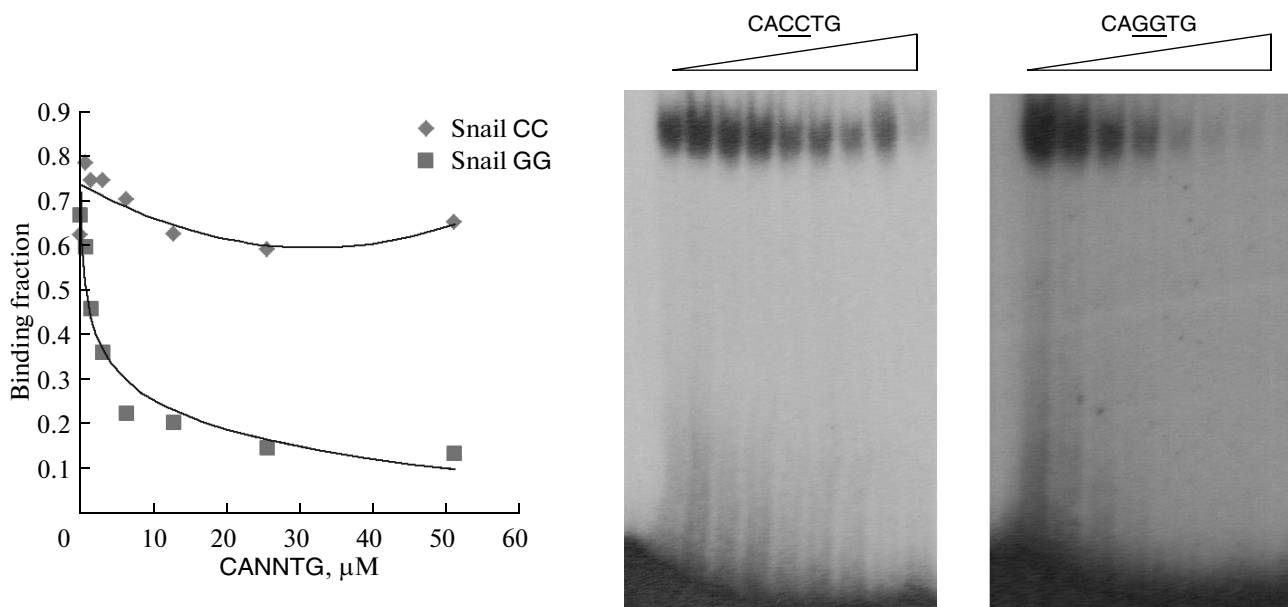 CACCTG
CAGGTG
0.9
0.8
0.7
0.6
0.5
0.4
0.3
0.2
0.1
Binding fraction
Snail CC
Snail GG
0 10 20 30 40 50 60
CANNTG, μM